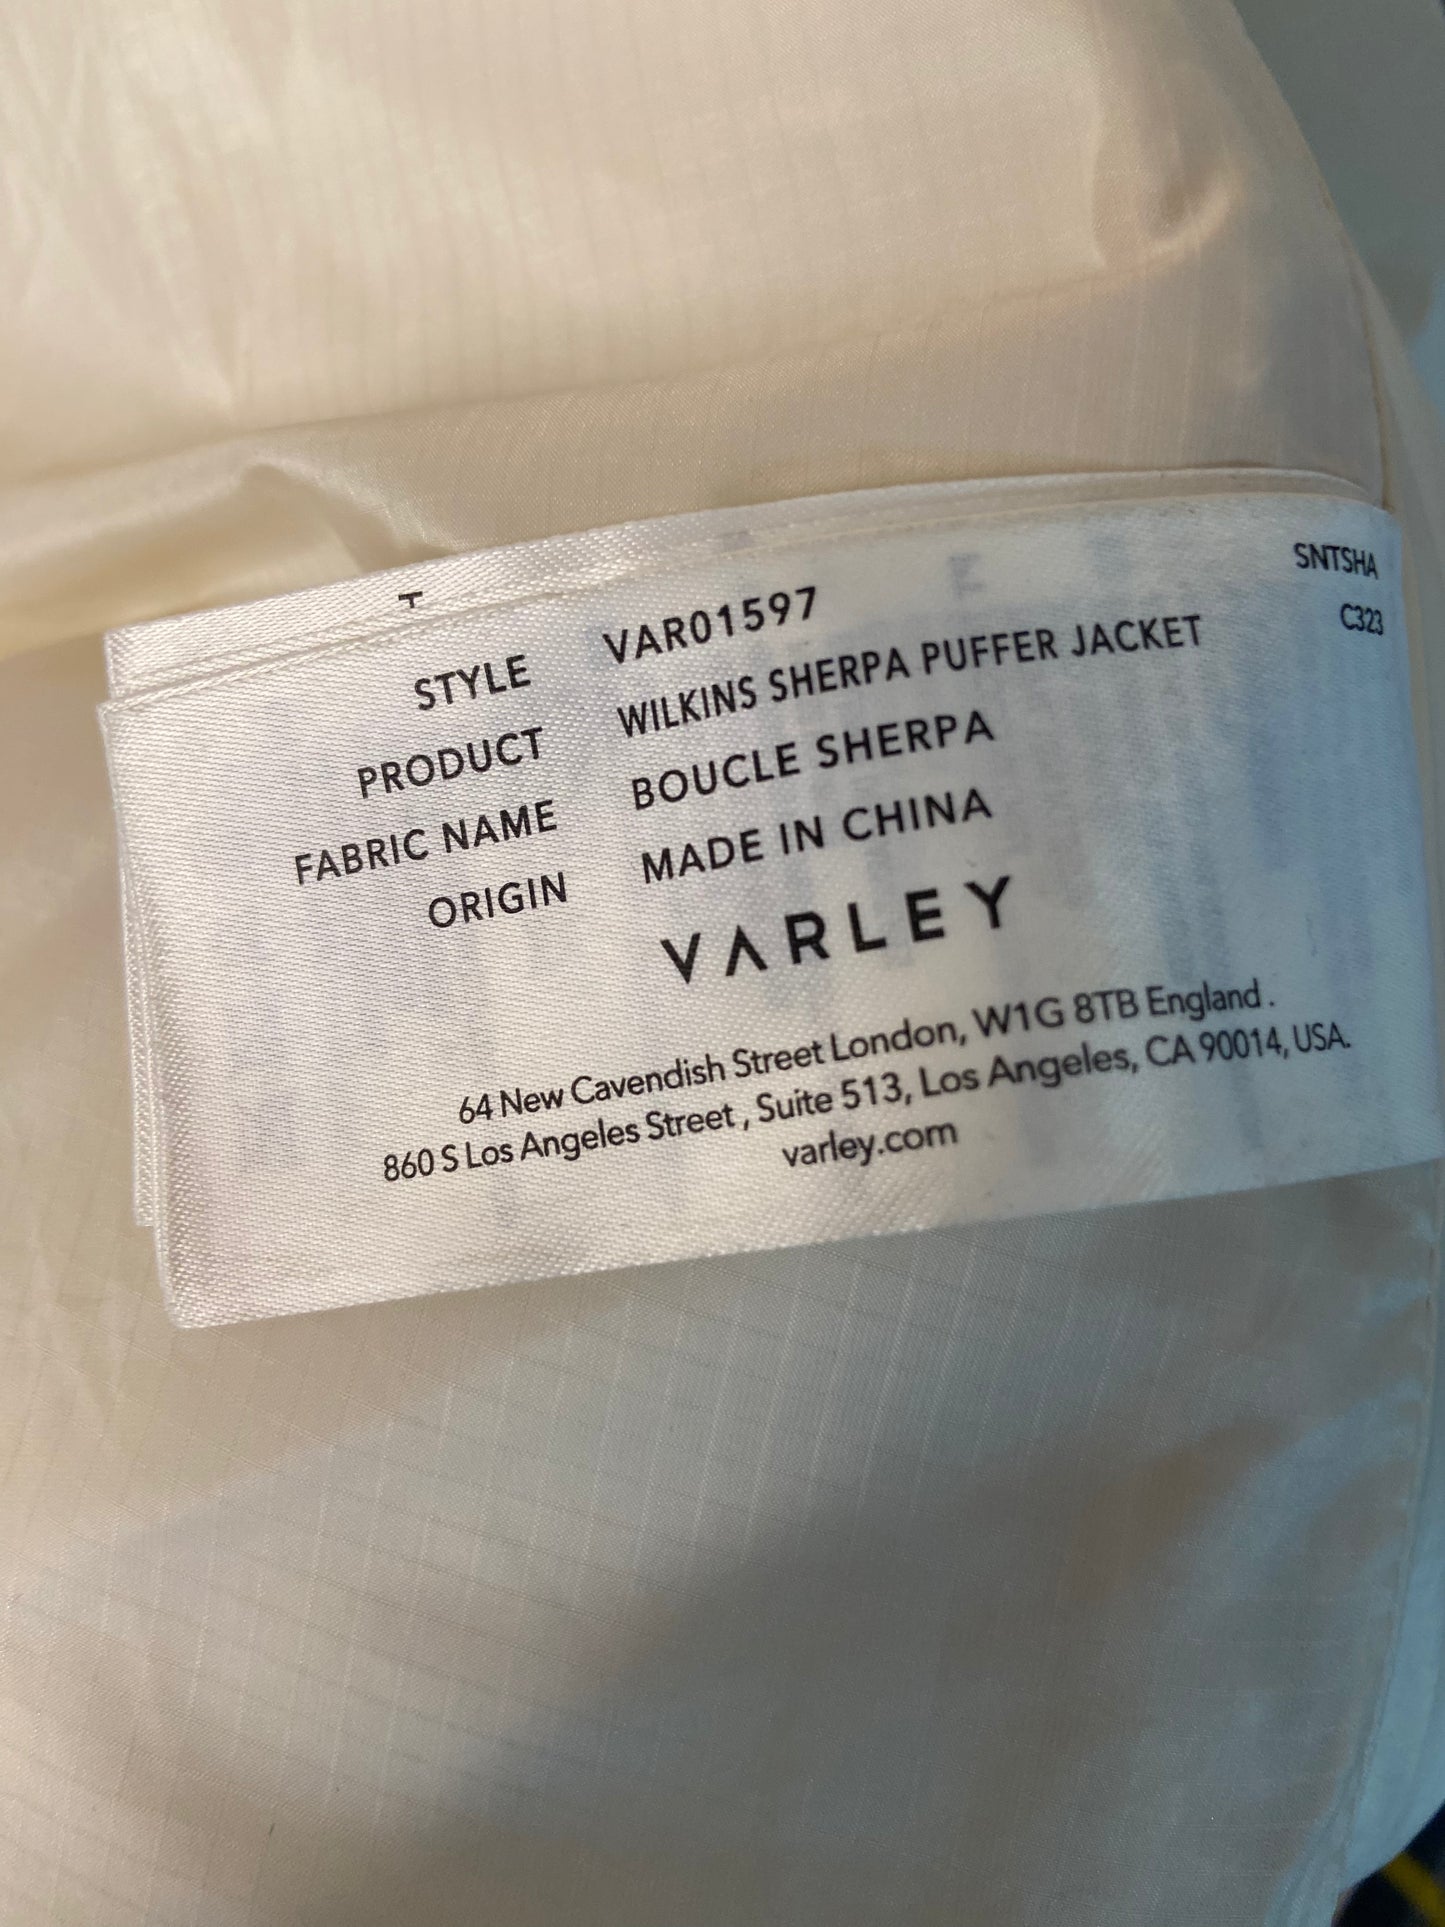 SNTSHA
C323
STYLE VAR01597
PRODUCT WILKINS SHERPA PUFFER JACKET
FABRIC NAME BOUCLE SHERPA
ORIGIN MADE IN CHINA
VARLEY
64 New Cavendish Street London, W1G 8TB England .
860 S Los Angeles Street , Suite 513, Los Angeles, CA 90014, USA.
varley.com